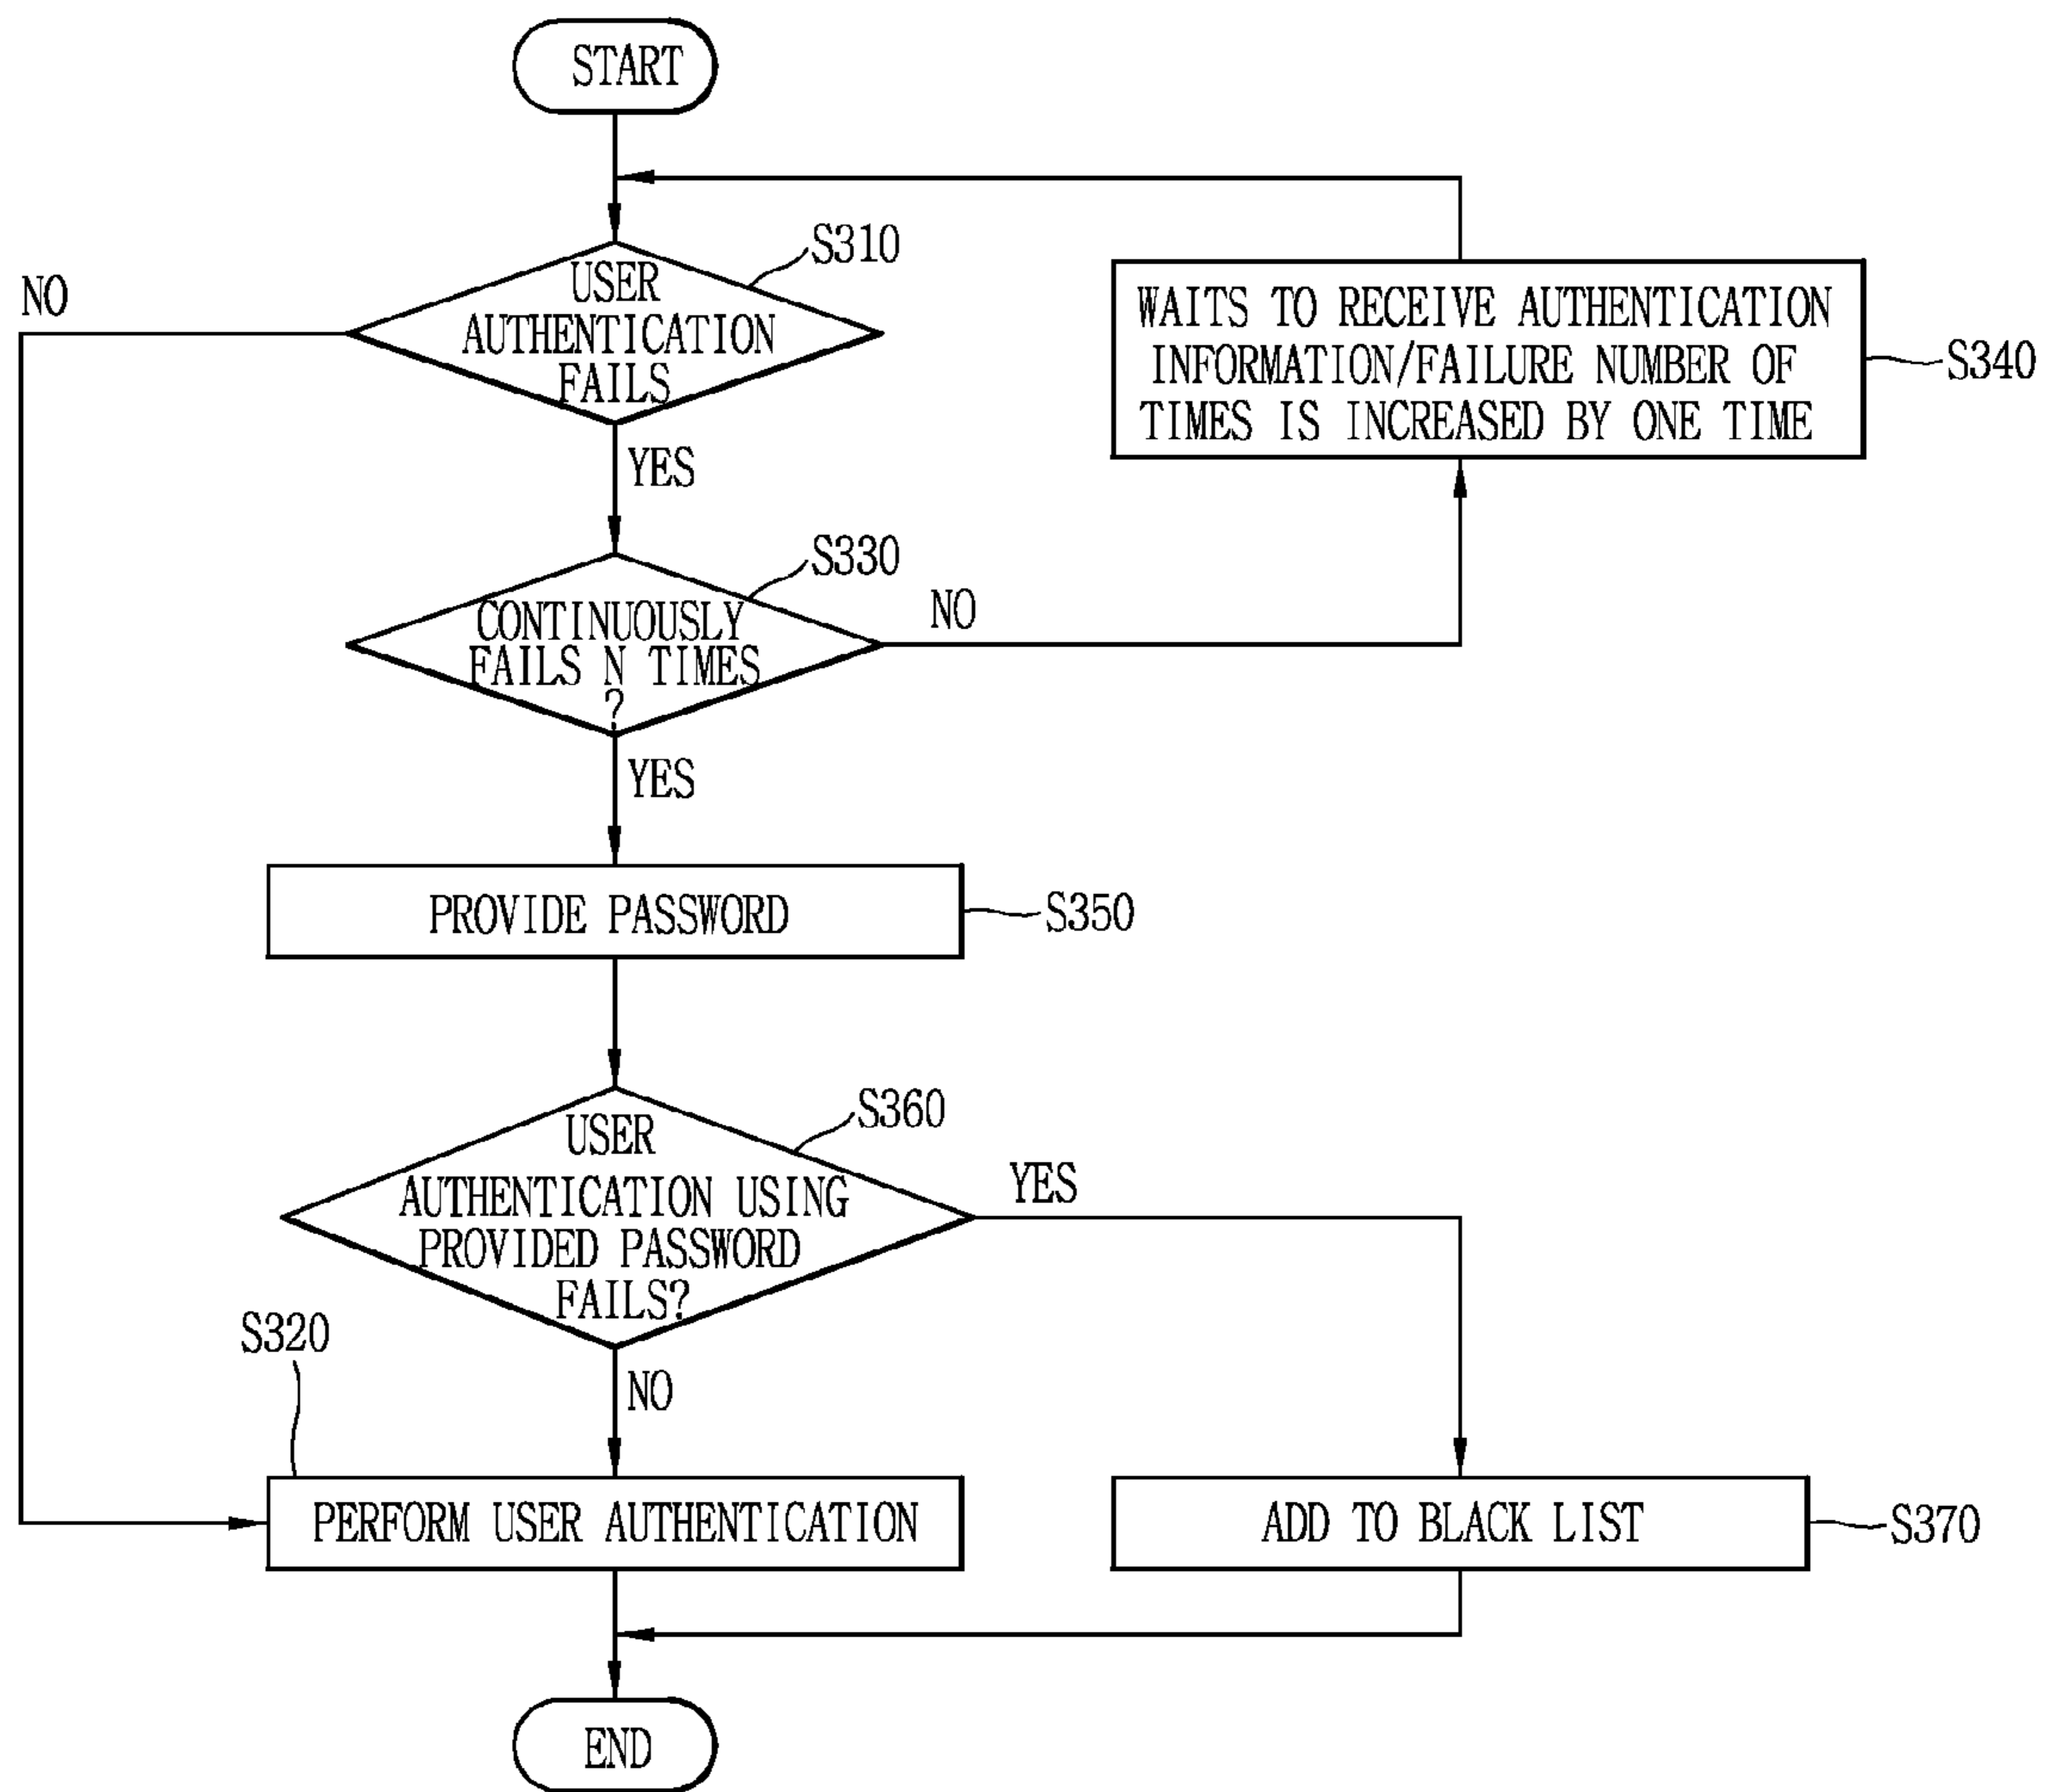 START
S310
NO
USER
AUTHENTICATION
FAILS
WAITS TO RECEIVE AUTHENTICATION
INFORMATION/FAILURE NUMBER OF
TIMES IS INCREASED BY ONE TIME
S340
YES
S330
CONTINUOUSLY
FAILS N TIMES
?
NO
YES
PROVIDE PASSWORD
S350
S360
USER
AUTHENTICATION USING
PROVIDED PASSWORD
FAILS?
YES
S320
NO
PERFORM USER AUTHENTICATION
ADD TO BLACK LIST
S370
END